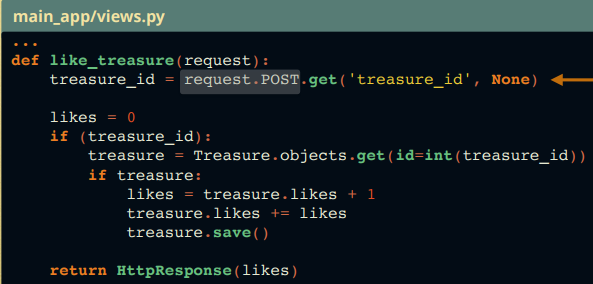 main_app/views.py
...
def like_treasure(request):
    treasure_id = request.POST.get('treasure_id', None)
    likes = 0
    if (treasure_id):
        treasure = Treasure.objects.get(id=int(treasure_id))
        if treasure:
            likes = treasure.likes + 1
            treasure.likes += likes
            treasure.save()
    return HttpResponse(likes)